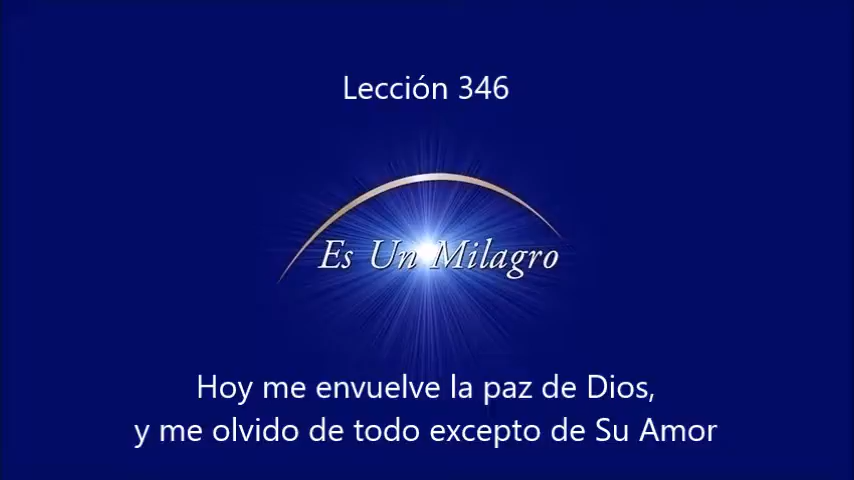 Lección 346
Es Un Milagro
Hoy me envuelve la paz de Dios,
y me olvido de todo excepto de Su Amor